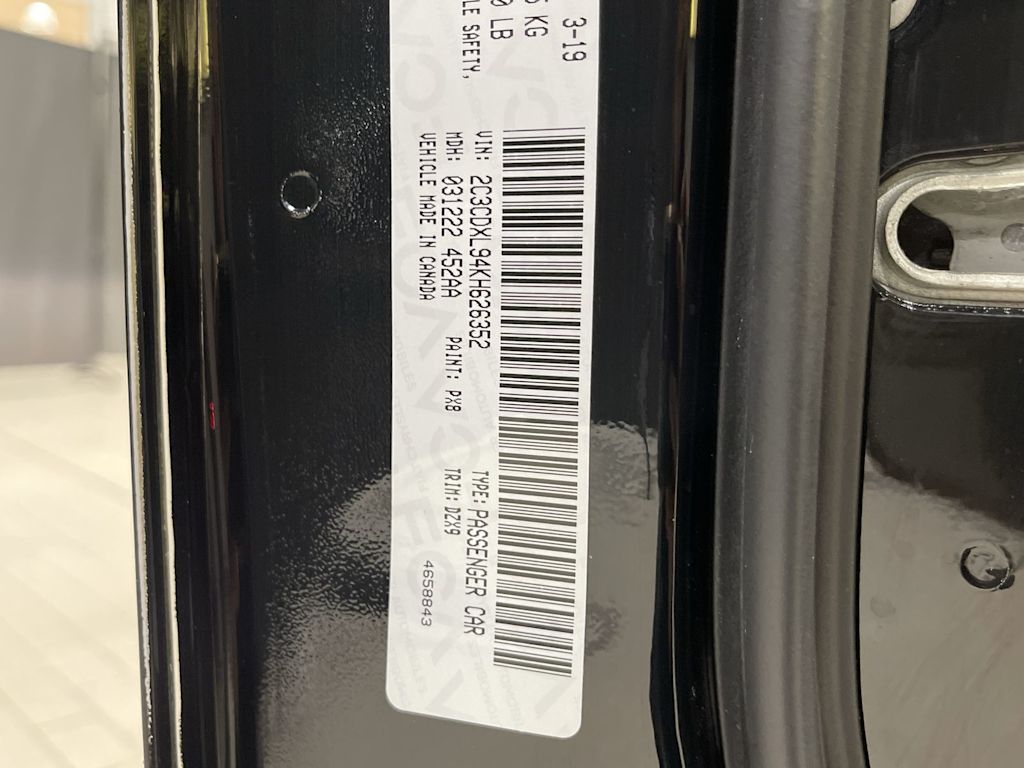 3-19
KG
LB
LE SAFETY,
VIN: 2C3CDXL94KH626352 TYPE: PASSENGER CAR
MDH: 031222 452AA PAINT: PX8 TRIM: DZX9
VEHICLE MADE IN CANADA
4658843